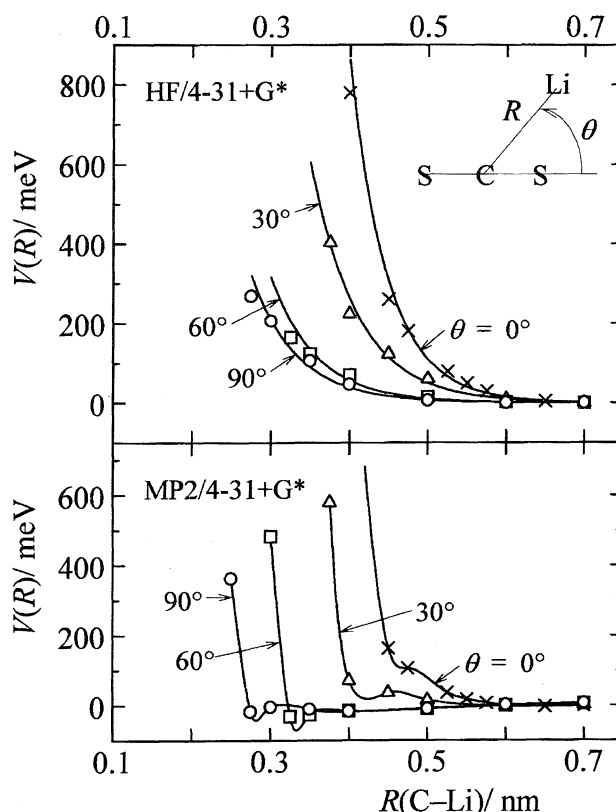 0.1 0.3 0.5 0.7
800
600
400
200
0
V(R)/ meV
HF/4-31+G*
Li
R
θ
S C S
30°
60°
90°
θ = 0°
600
400
200
0
V(R)/ meV
MP2/4-31+G*
90°
60°
30°
θ = 0°
0.1 0.3 0.5 0.7
R(C–Li)/ nm